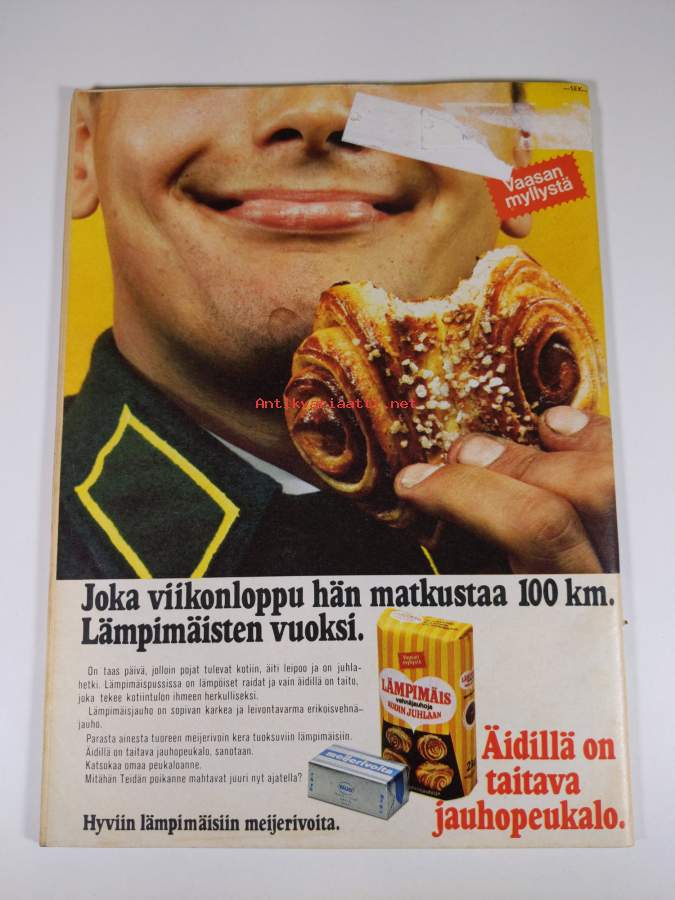 —SEK—
Vaasan
myllystä
Antikvariaatti.net
Joka viikonloppu hän matkustaa 100 km.
Lämpimäisten vuoksi.
On taas päivä, jolloin pojat tulevat kotiin, äiti leipoo ja on juhla-
hetki. Lämpimäispussissa on lämpöiset raidat ja vain äidillä on taito,
joka tekee kotiintulon ihmeen herkulliseksi.
Lämpimäisjauho on sopivan karkea ja leivontavarma erikoisvehnä-
jauho.
Parasta ainesta tuoreen meijerivoin kera tuoksuviin lämpimäisiin.
Äidillä on taitava jauhopeukalo, sanotaan.
Katsokaa omaa peukaloanne.
Mitähän Teidän poikanne mahtavat juuri nyt ajatella?
Hyviin lämpimäisiin meijerivoita.
Vaasan
myllystä
LÄMPIMÄIS
vehnäjauhoja
KODIN JUHLAAN
meijerivoita
Äidillä on
taitava
jauhopeukalo.